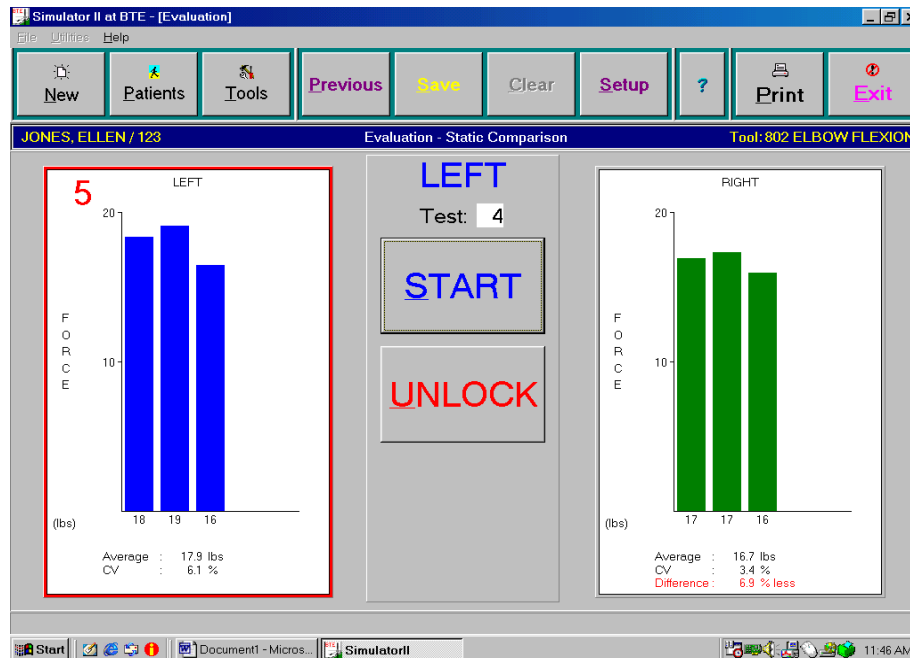 Simulator II at BTE - [Evaluation]
File Utilities Help
New Patients Tools Previous Save Clear Setup ? Print Exit
JONES, ELLEN / 123 Evaluation - Static Comparison Tool: 802 ELBOW FLEXION
5
LEFT
20
10
FORCE
(lbs)
18 19 16
Average : 17.9 lbs
CV : 6.1 %
LEFT
Test: 4
START
UNLOCK
RIGHT
20
10
FORCE
(lbs)
17 17 16
Average : 16.7 lbs
CV : 3.4 %
Difference : 6.9 % less
Start Document1 - Micros... SimulatorII 11:46 AM